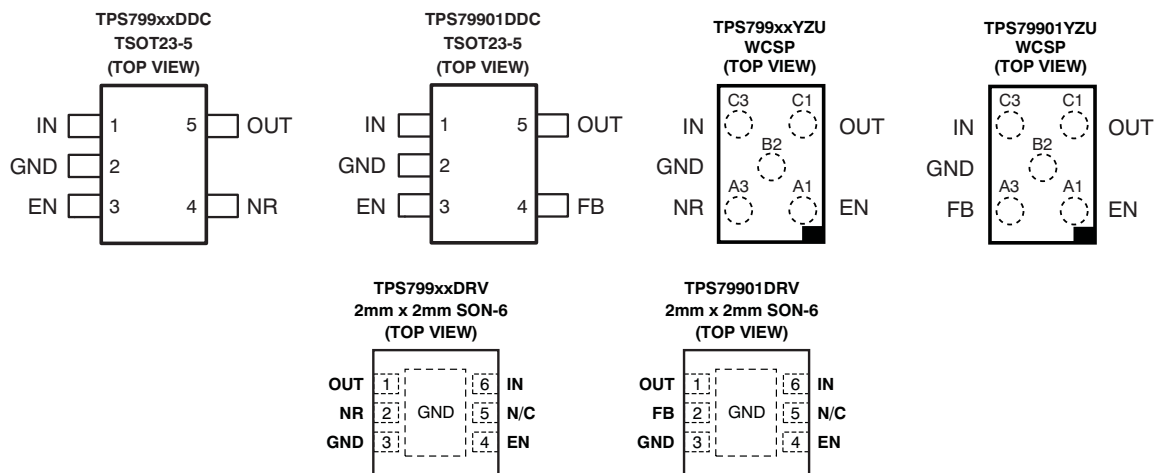 TPS799xxDDC
TSOT23-5
(TOP VIEW)
IN 1 5 OUT
GND 2
EN 3 4 NR
TPS79901DDC
TSOT23-5
(TOP VIEW)
IN 1 5 OUT
GND 2
EN 3 4 FB
TPS799xxYZU
WCSP
(TOP VIEW)
C3 C1
IN OUT
B2
GND
A3 A1
NR EN
TPS79901YZU
WCSP
(TOP VIEW)
C3 C1
IN OUT
B2
GND
A3 A1
FB EN
TPS799xxDRV
2mm x 2mm SON-6
(TOP VIEW)
OUT 1 6 IN
NR 2 GND 5 N/C
GND 3 4 EN
TPS79901DRV
2mm x 2mm SON-6
(TOP VIEW)
OUT 1 6 IN
FB 2 GND 5 N/C
GND 3 4 EN